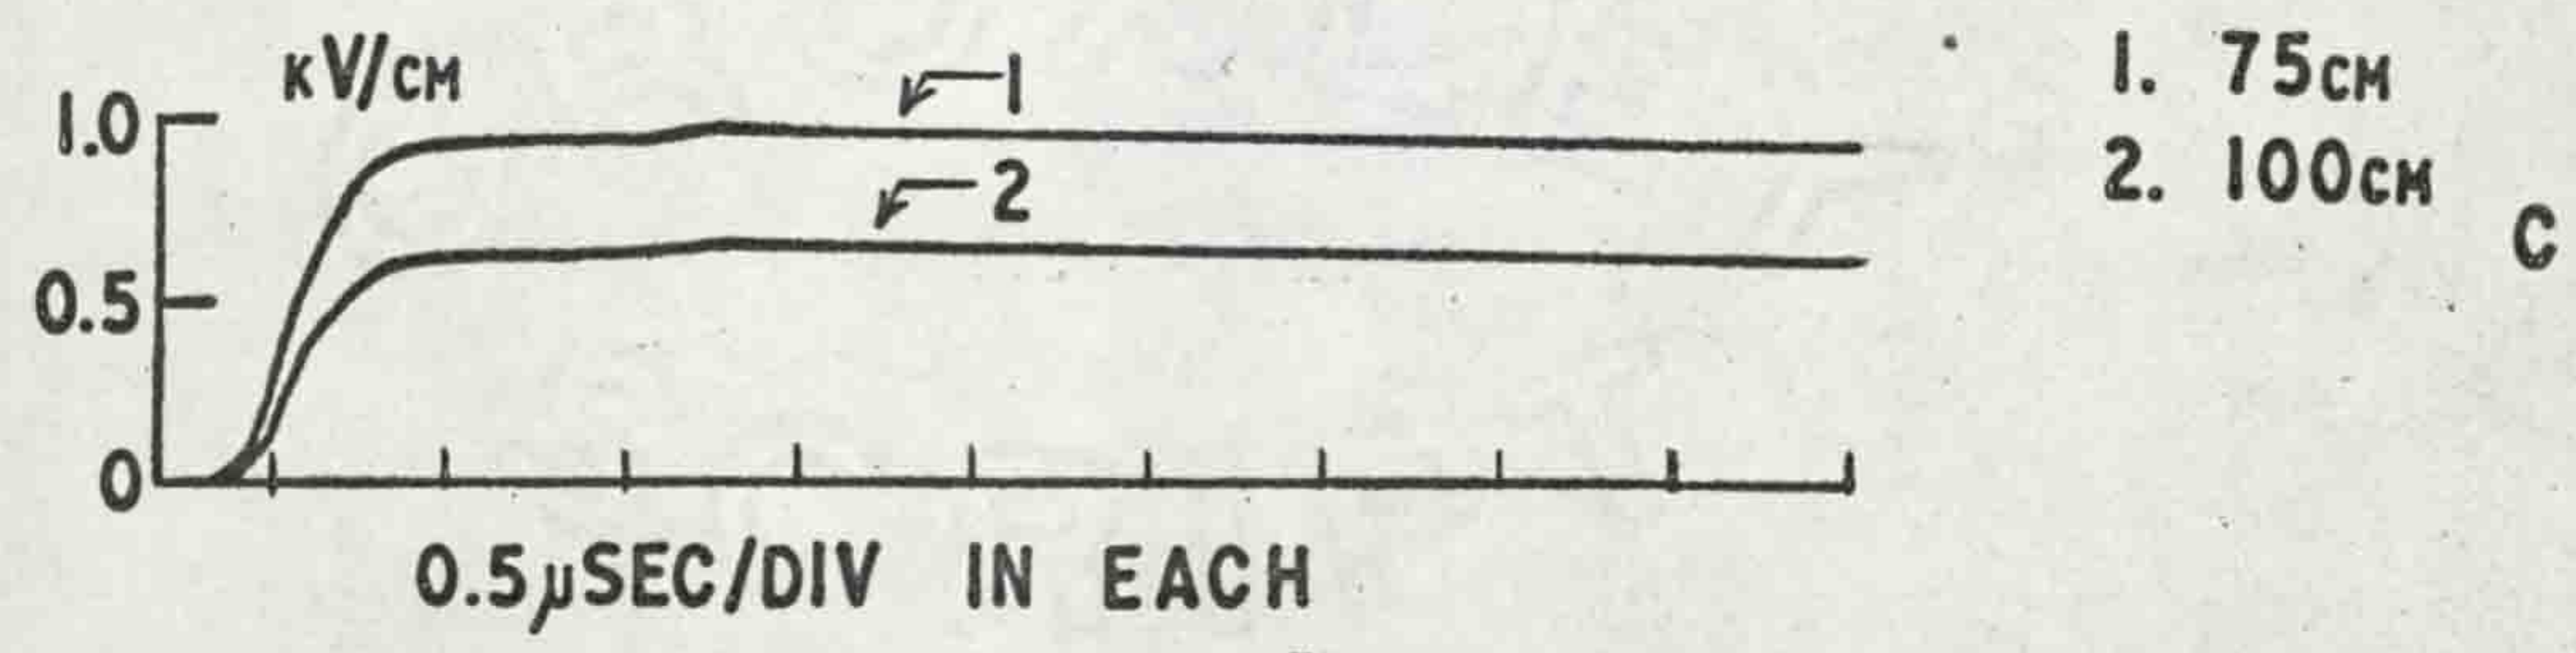 kV/CM
1.0
0.5
0
1
2
1. 75CM
2. 100CM
C
0.5μSEC/DIV IN EACH